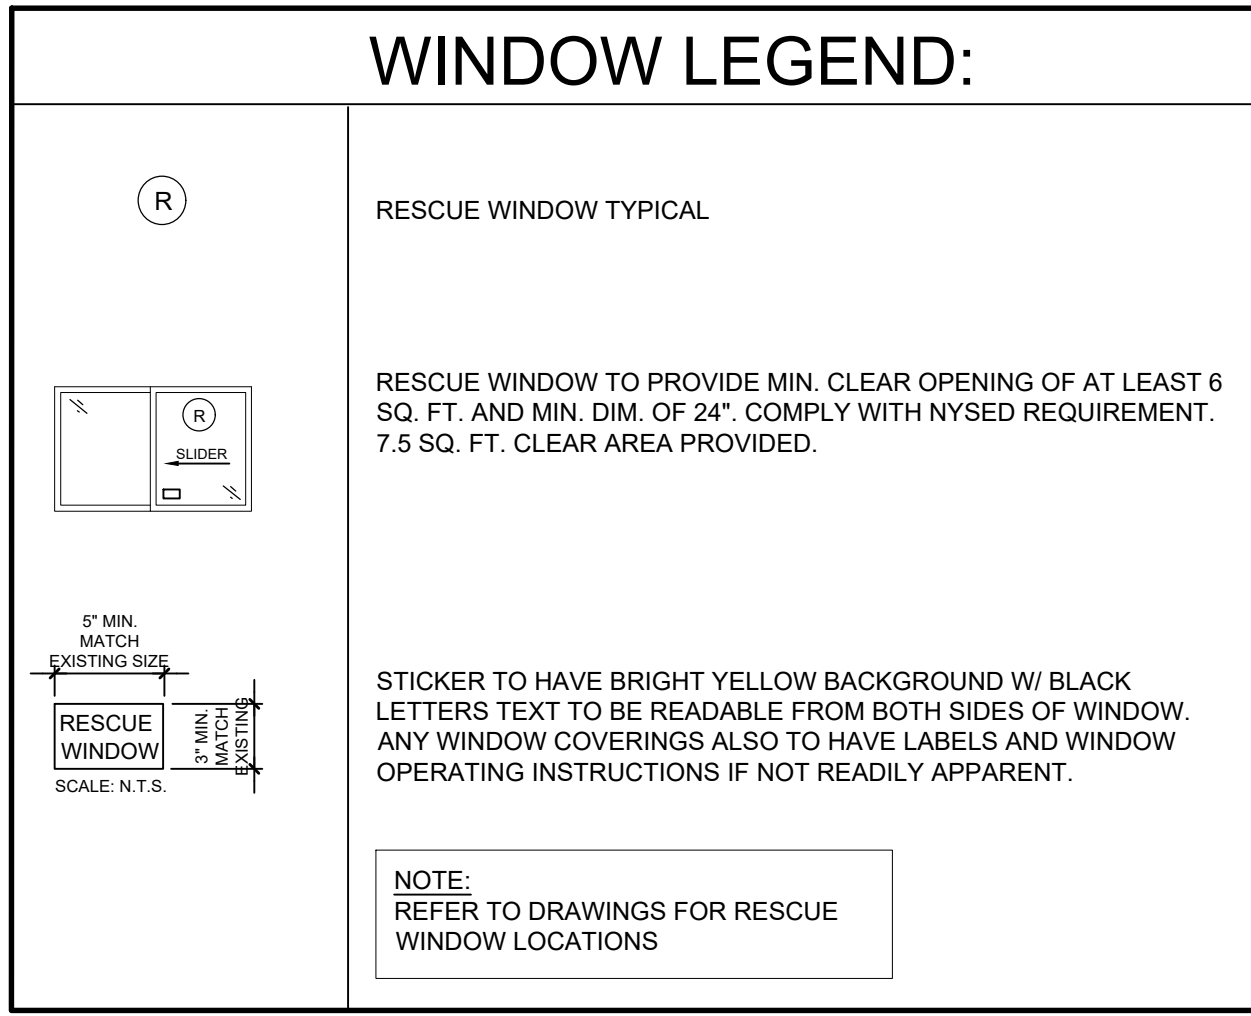 WINDOW LEGEND:
R
RESCUE WINDOW TYPICAL
R
SLIDER
RESCUE WINDOW TO PROVIDE MIN. CLEAR OPENING OF AT LEAST 6
SQ. FT. AND MIN. DIM. OF 24". COMPLY WITH NYSED REQUIREMENT.
7.5 SQ. FT. CLEAR AREA PROVIDED.
5" MIN.
MATCH
EXISTING SIZE
RESCUE
WINDOW
3" MIN.
MATCH
EXISTING
SCALE: N.T.S.
STICKER TO HAVE BRIGHT YELLOW BACKGROUND W/ BLACK
LETTERS TEXT TO BE READABLE FROM BOTH SIDES OF WINDOW.
ANY WINDOW COVERINGS ALSO TO HAVE LABELS AND WINDOW
OPERATING INSTRUCTIONS IF NOT READILY APPARENT.
NOTE:
REFER TO DRAWINGS FOR RESCUE
WINDOW LOCATIONS